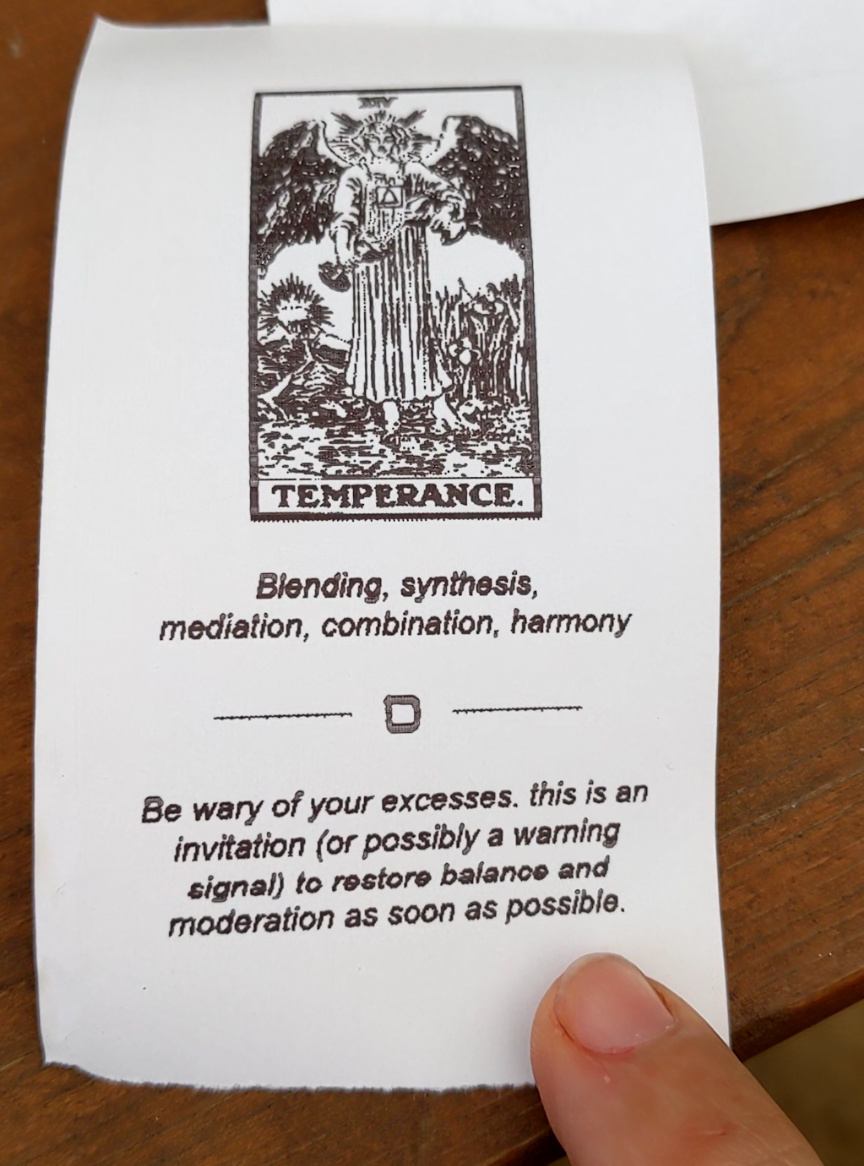 XIV
TEMPERANCE.
Blending, synthesis,
mediation, combination, harmony
Be wary of your excesses. this is an
invitation (or possibly a warning
signal) to restore balance and
moderation as soon as possible.